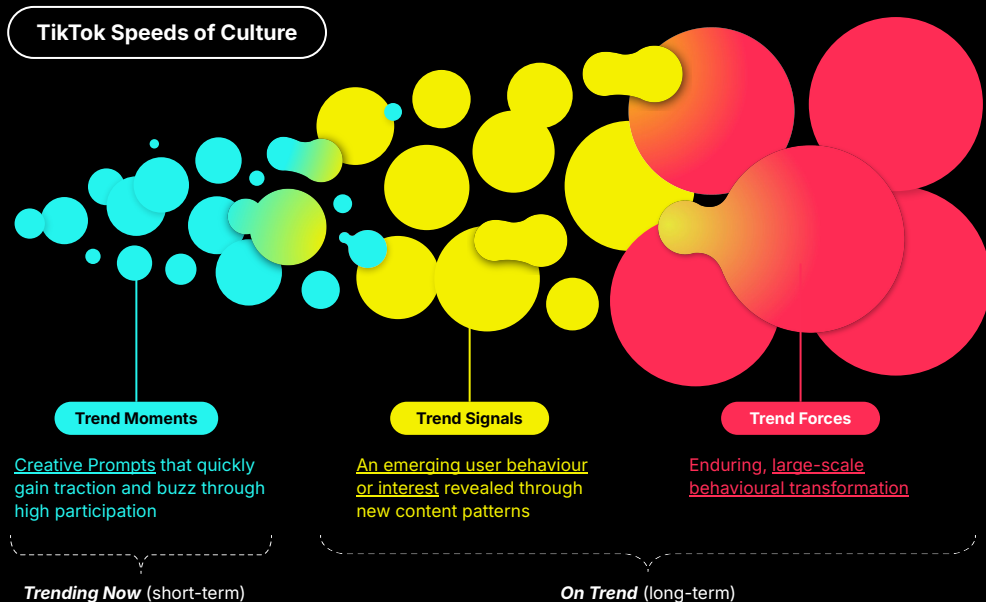 TikTok Speeds of Culture
Trend Moments
Creative Prompts that quickly
gain traction and buzz through
high participation
Trend Signals
An emerging user behaviour
or interest revealed through
new content patterns
Trend Forces
Enduring, large-scale
behavioural transformation
Trending Now (short-term)
On Trend (long-term)